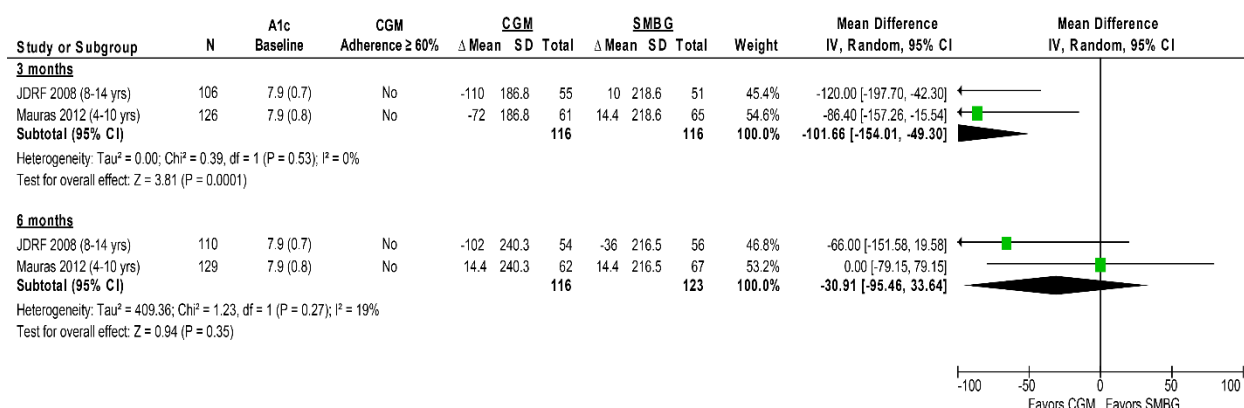 A1c CGM CGM SMBG Mean Difference Mean Difference
Study or Subgroup N Baseline Adherence ≥ 60% Δ Mean SD Total Δ Mean SD Total Weight IV, Random, 95% CI IV, Random, 95% CI
3 months
JDRF 2008 (8-14 yrs) 106 7.9 (0.7) No -110 186.8 55 10 218.6 51 45.4% -120.00 [-197.70, -42.30]
Mauras 2012 (4-10 yrs) 126 7.9 (0.8) No -72 186.8 61 14.4 218.6 65 54.6% -86.40 [-157.26, -15.54]
Subtotal (95% CI) 116 116 100.0% -101.66 [-154.01, -49.30]
Heterogeneity: Tau² = 0.00; Chi² = 0.39, df = 1 (P = 0.53); I² = 0%
Test for overall effect: Z = 3.81 (P = 0.0001)
6 months
JDRF 2008 (8-14 yrs) 110 7.9 (0.7) No -102 240.3 54 -36 216.5 56 46.8% -66.00 [-151.58, 19.58]
Mauras 2012 (4-10 yrs) 129 7.9 (0.8) No 14.4 240.3 62 14.4 216.5 67 53.2% 0.00 [-79.15, 79.15]
Subtotal (95% CI) 116 123 100.0% -30.91 [-95.46, 33.64]
Heterogeneity: Tau² = 409.36; Chi² = 1.23, df = 1 (P = 0.27); I² = 19%
Test for overall effect: Z = 0.94 (P = 0.35)
-100 -50 0 50 100
Favors CGM Favors SMBG